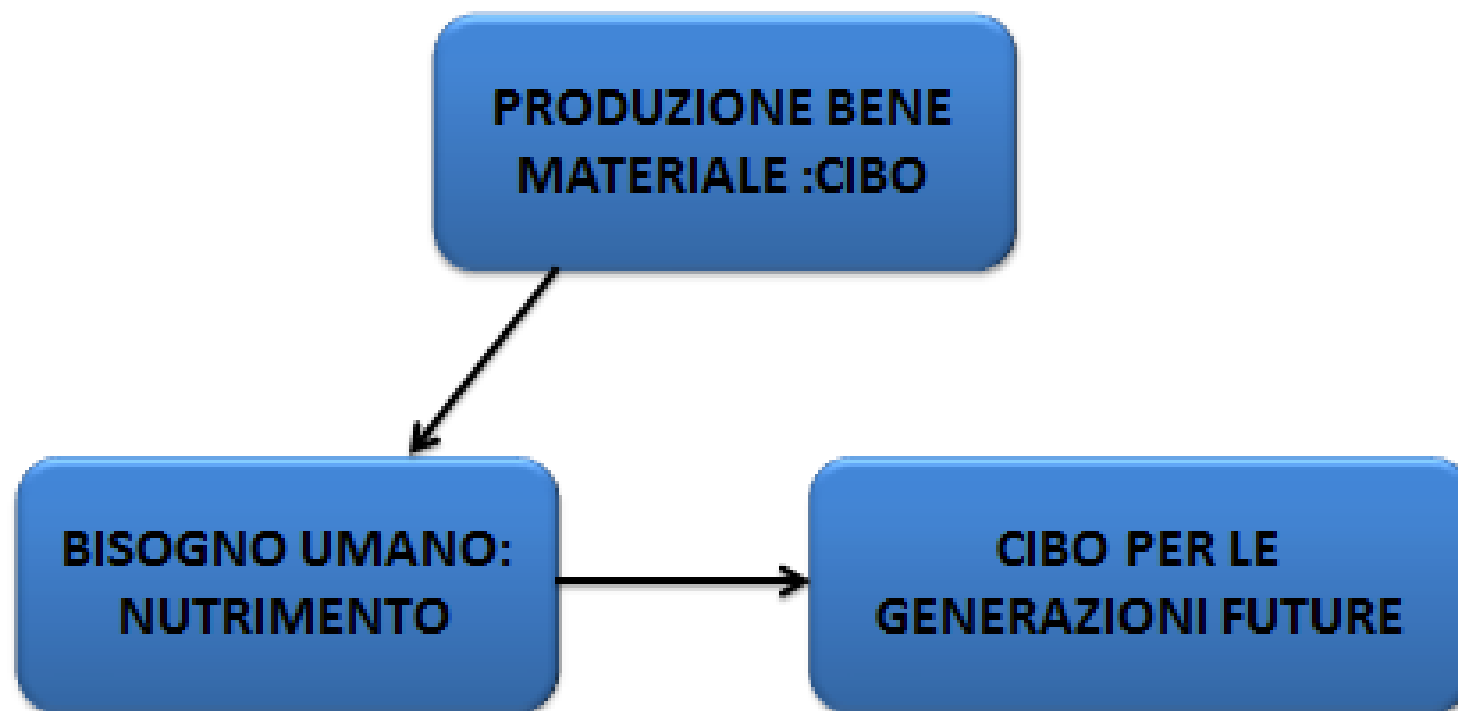 PRODUZIONE BENE
MATERIALE :CIBO
BISOGNO UMANO:
NUTRIMENTO
CIBO PER LE
GENERAZIONI FUTURE